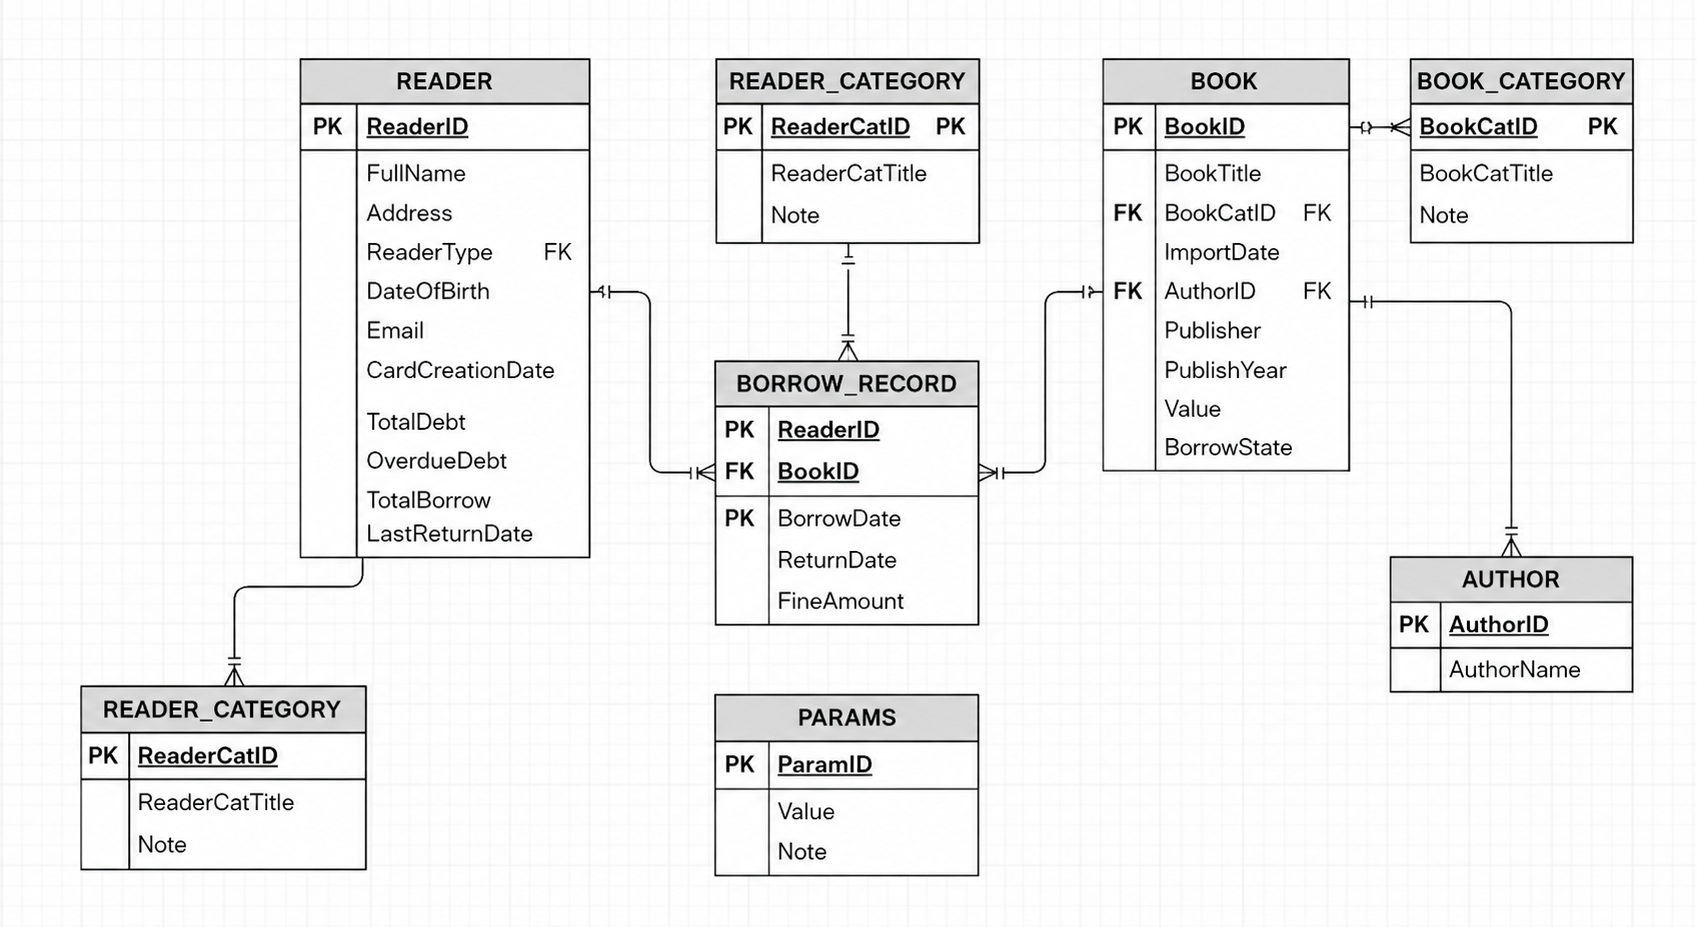 READER
PK ReaderID
FullName
Address
ReaderType FK
DateOfBirth
Email
CardCreationDate
TotalDebt
OverdueDebt
TotalBorrow
LastReturnDate
READER_CATEGORY
PK ReaderCatID PK
ReaderCatTitle
Note
BOOK
PK BookID
BookTitle
FK BookCatID FK
ImportDate
FK AuthorID FK
Publisher
PublishYear
Value
BorrowState
BOOK_CATEGORY
BookCatID PK
BookCatTitle
Note
BORROW_RECORD
PK ReaderID
FK BookID
PK BorrowDate
ReturnDate
FineAmount
AUTHOR
PK AuthorID
AuthorName
READER_CATEGORY
PK ReaderCatID
ReaderCatTitle
Note
PARAMS
PK ParamID
Value
Note